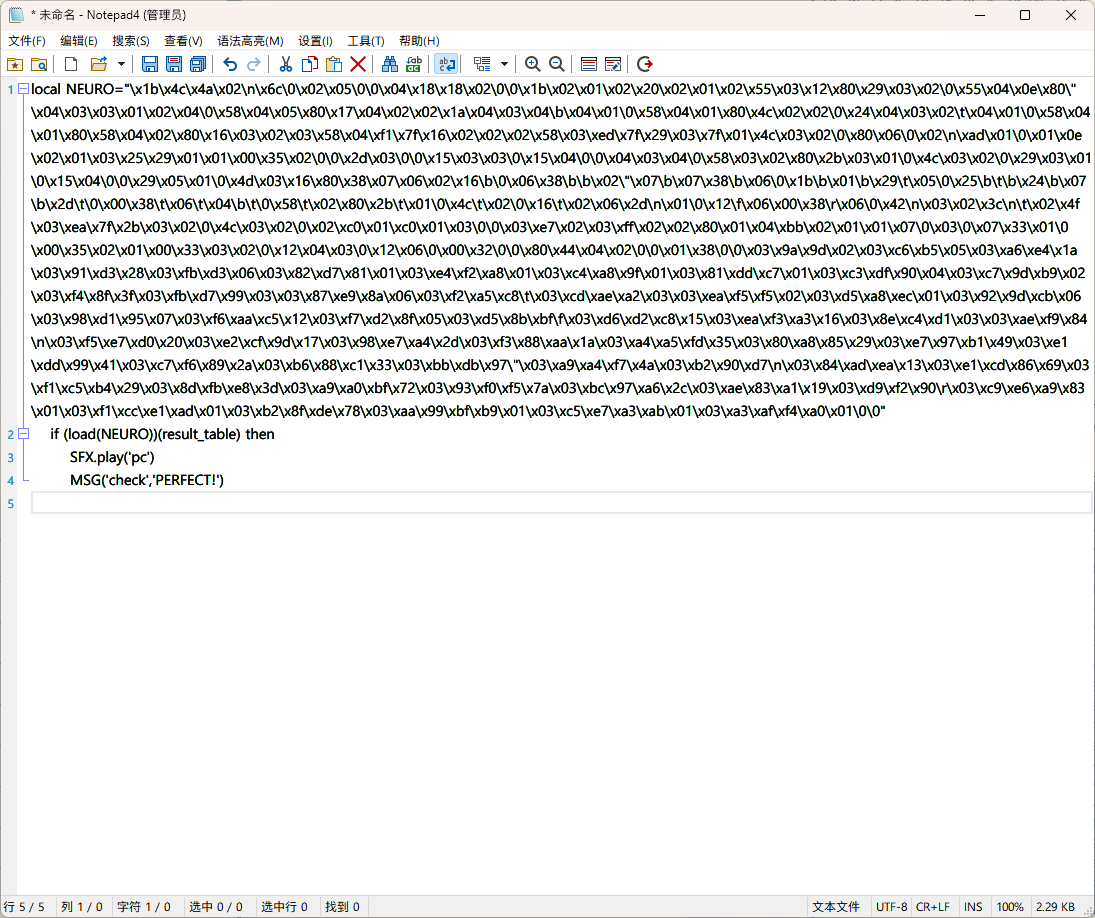 * 未命名 - Notepad4 (管理员)
文件(F) 编辑(E) 搜索(S) 查看(V) 语法高亮(M) 设置(I) 工具(T) 帮助(H)
1 local NEURO="\x1b\x4c\x4a\x02\n\x6c\0\x02\x05\0\0\x04\x18\x18\x02\0\0\x1b\x02\x01\x02\x20\x02\x01\x02\x55\x03\x12\x80\x29\x03\x02\0\x55\x04\x0e\x80\"
\x04\x03\x03\x01\x02\x04\0\x58\x04\x05\x80\x17\x04\x02\x02\x1a\x04\x03\x04\b\x04\x01\0\x58\x04\x01\x80\x4c\x02\x02\0\x24\x04\x03\x02\t\x04\x01\0\x58\x04
\x01\x80\x58\x04\x02\x80\x16\x03\x02\x03\x58\x04\xf1\x7f\x16\x02\x02\x02\x58\x03\xed\x7f\x29\x03\x7f\x01\x4c\x03\x02\0\x80\x06\0\x02\n\xad\x01\0\x01\x0e
\x02\x01\x03\x25\x29\x01\x01\x00\x35\x02\0\0\x2d\x03\0\0\x15\x03\x03\0\x15\x04\0\0\x04\x03\x04\0\x58\x03\x02\x80\x2b\x03\x01\0\x4c\x03\x02\0\x29\x03\x01
\0\x15\x04\0\0\x29\x05\x01\0\x4d\x03\x16\x80\x38\x07\x06\x02\x16\b\0\x06\x38\b\b\x02\"\x07\b\x07\x38\b\x06\0\x1b\b\x01\b\x29\t\x05\0\x25\b\t\b\x24\b\x07
\b\x2d\t\0\x00\x38\t\x06\t\x04\b\t\0\x58\t\x02\x80\x2b\t\x01\0\x4c\t\x02\0\x16\t\x02\x06\x2d\n\x01\0\x12\f\x06\x00\x38\r\x06\0\x42\n\x03\x02\x3c\n\t\x02\x4f
\x03\xea\x7f\x2b\x03\x02\0\x4c\x03\x02\0\x02\xc0\x01\xc0\x01\x03\0\0\x03\xe7\x02\x03\xff\x02\x02\x80\x01\x04\xbb\x02\x01\x01\x07\0\x03\0\x07\x33\x01\0
\x00\x35\x02\x01\x00\x33\x03\x02\0\x12\x04\x03\0\x12\x06\0\x00\x32\0\0\x80\x44\x04\x02\0\0\x01\x38\0\0\x03\x9a\x9d\x02\x03\xc6\xb5\x05\x03\xa6\xe4\x1a
\x03\x91\xd3\x28\x03\xfb\xd3\x06\x03\x82\xd7\x81\x01\x03\xe4\xf2\xa8\x01\x03\xc4\xa8\x9f\x01\x03\x81\xdd\xc7\x01\x03\xc3\xdf\x90\x04\x03\xc7\x9d\xb9\x02
\x03\xf4\x8f\x3f\x03\xfb\xd7\x99\x03\x03\x87\xe9\x8a\x06\x03\xf2\xa5\xc8\t\x03\xcd\xae\xa2\x03\x03\xea\xf5\xf5\x02\x03\xd5\xa8\xec\x01\x03\x92\x9d\xcb\x06
\x03\x98\xd1\x95\x07\x03\xf6\xaa\xc5\x12\x03\xf7\xd2\x8f\x05\x03\xd5\x8b\xbf\f\x03\xd6\xd2\xc8\x15\x03\xea\xf3\xa3\x16\x03\x8e\xc4\xd1\x03\x03\xae\xf9\x84
\n\x03\xf5\xe7\xd0\x20\x03\xe2\xcf\x9d\x17\x03\x98\xe7\xa4\x2d\x03\xf3\x88\xaa\x1a\x03\xa4\xa5\xfd\x35\x03\x80\xa8\x85\x29\x03\xe7\x97\xb1\x49\x03\xe1
\xdd\x99\x41\x03\xc7\xf6\x89\x2a\x03\xb6\x88\xc1\x33\x03\xbb\xdb\x97\"\x03\xa9\xa4\xf7\x4a\x03\xb2\x90\xd7\n\x03\x84\xad\xea\x13\x03\xe1\xcd\x86\x69\x03
\xf1\xc5\xb4\x29\x03\x8d\xfb\xe8\x3d\x03\xa9\xa0\xbf\x72\x03\x93\xf0\xf5\x7a\x03\xbc\x97\xa6\x2c\x03\xae\x83\xa1\x19\x03\xd9\xf2\x90\r\x03\xc9\xe6\xa9\x83
\x01\x03\xf1\xcc\xe1\xad\x01\x03\xb2\x8f\xde\x78\x03\xaa\x99\xbf\xb9\x01\x03\xc5\xe7\xa3\xab\x01\x03\xa3\xaf\xf4\xa0\x01\0\0"
2 if (load(NEURO))(result_table) then
3 SFX.play('pc')
4 MSG('check','PERFECT!')
5
行 5 / 5 列 1 / 0 字符 1 / 0 选中 0 / 0 选中行 0 找到 0 文本文件 UTF-8 CR+LF INS 100% 2.29 KB